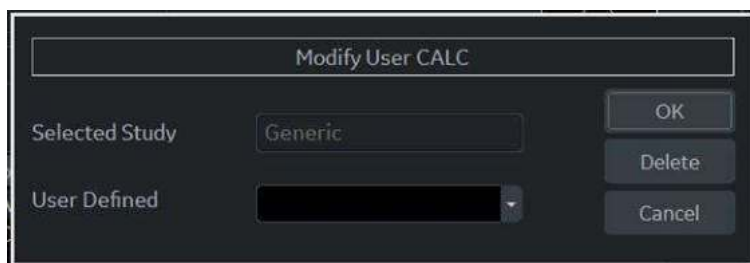 Modify User CALC
Selected Study
Generic
OK
Delete
User Defined
Cancel